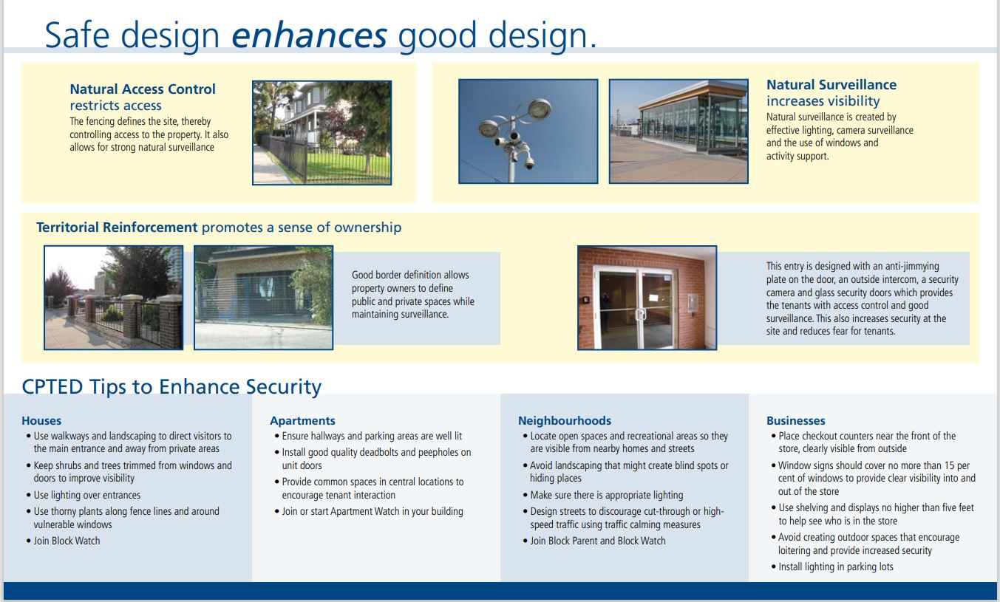 Safe design enhances good design.
Natural Access Control
restricts access
The fencing defines the site, thereby
controlling access to the property. It also
allows for strong natural surveillance
Natural Surveillance
increases visibility
Natural surveillance is created by
effective lighting, camera surveillance
and the use of windows and
activity support.
Territorial Reinforcement promotes a sense of ownership
Good border definition allows
property owners to define
public and private spaces while
maintaining surveillance.
This entry is designed with an anti-jimmying
plate on the door, an outside intercom, a security
camera and glass security doors which provides
the tenants with access control and good
surveillance. This also increases security at the
site and reduces fear for tenants.
CPTED Tips to Enhance Security
Houses
• Use walkways and landscaping to direct visitors to
the main entrance and away from private areas
• Keep shrubs and trees trimmed from windows and
doors to improve visibility
• Use lighting over entrances
• Use thorny plants along fence lines and around
vulnerable windows
• Join Block Watch
Apartments
• Ensure hallways and parking areas are well lit
• Install good quality deadbolts and peepholes on
unit doors
• Provide common spaces in central locations to
encourage tenant interaction
• Join or start Apartment Watch in your building
Neighbourhoods
• Locate open spaces and recreational areas so they
are visible from nearby homes and streets
• Avoid landscaping that might create blind spots or
hiding places
• Make sure there is appropriate lighting
• Design streets to discourage cut-through or high-
speed traffic using traffic calming measures
• Join Block Parent and Block Watch
Businesses
• Place checkout counters near the front of the
store, clearly visible from outside
• Window signs should cover no more than 15 per
cent of windows to provide clear visibility into and
out of the store
• Use shelving and displays no higher than five feet
to help see who is in the store
• Avoid creating outdoor spaces that encourage
loitering and provide increased security
• Install lighting in parking lots